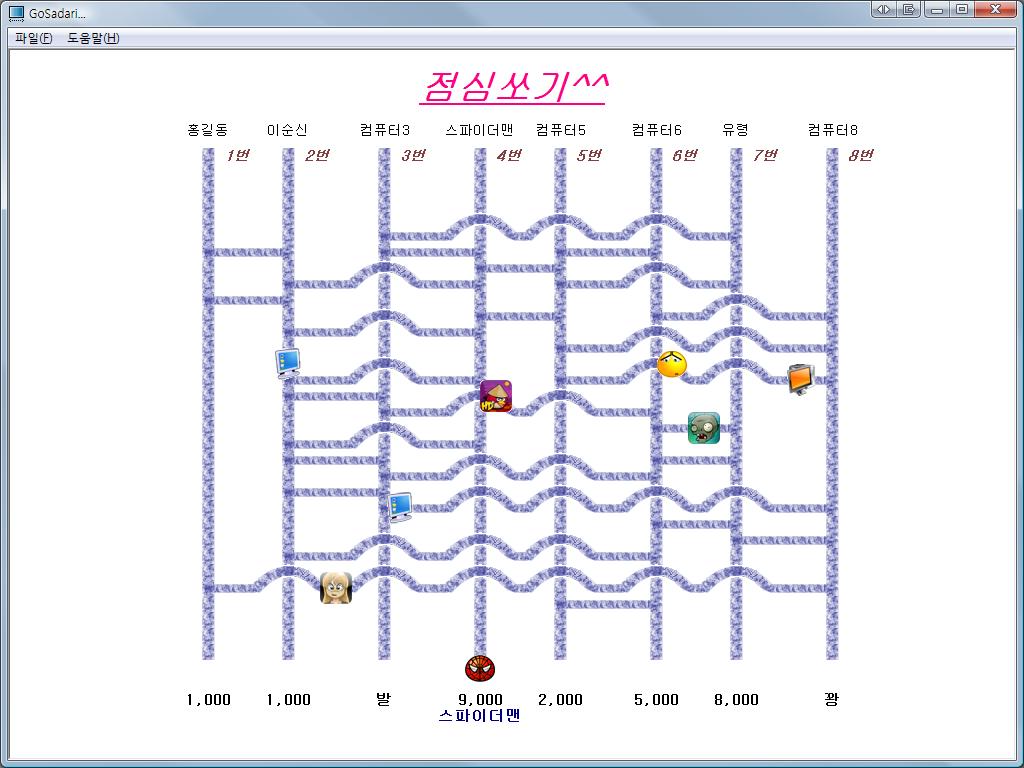 GoSadari...
파일(F) 도움말(H)
점심쏘기^^
홍길동 이순신 컴퓨터3 스파이더맨 컴퓨터5 컴퓨터6 유령 컴퓨터8
1번 2번 3번 4번 5번 6번 7번 8번
HD
1,000 1,000 발 9,000 2,000 5,000 8,000 꽝
스파이더맨